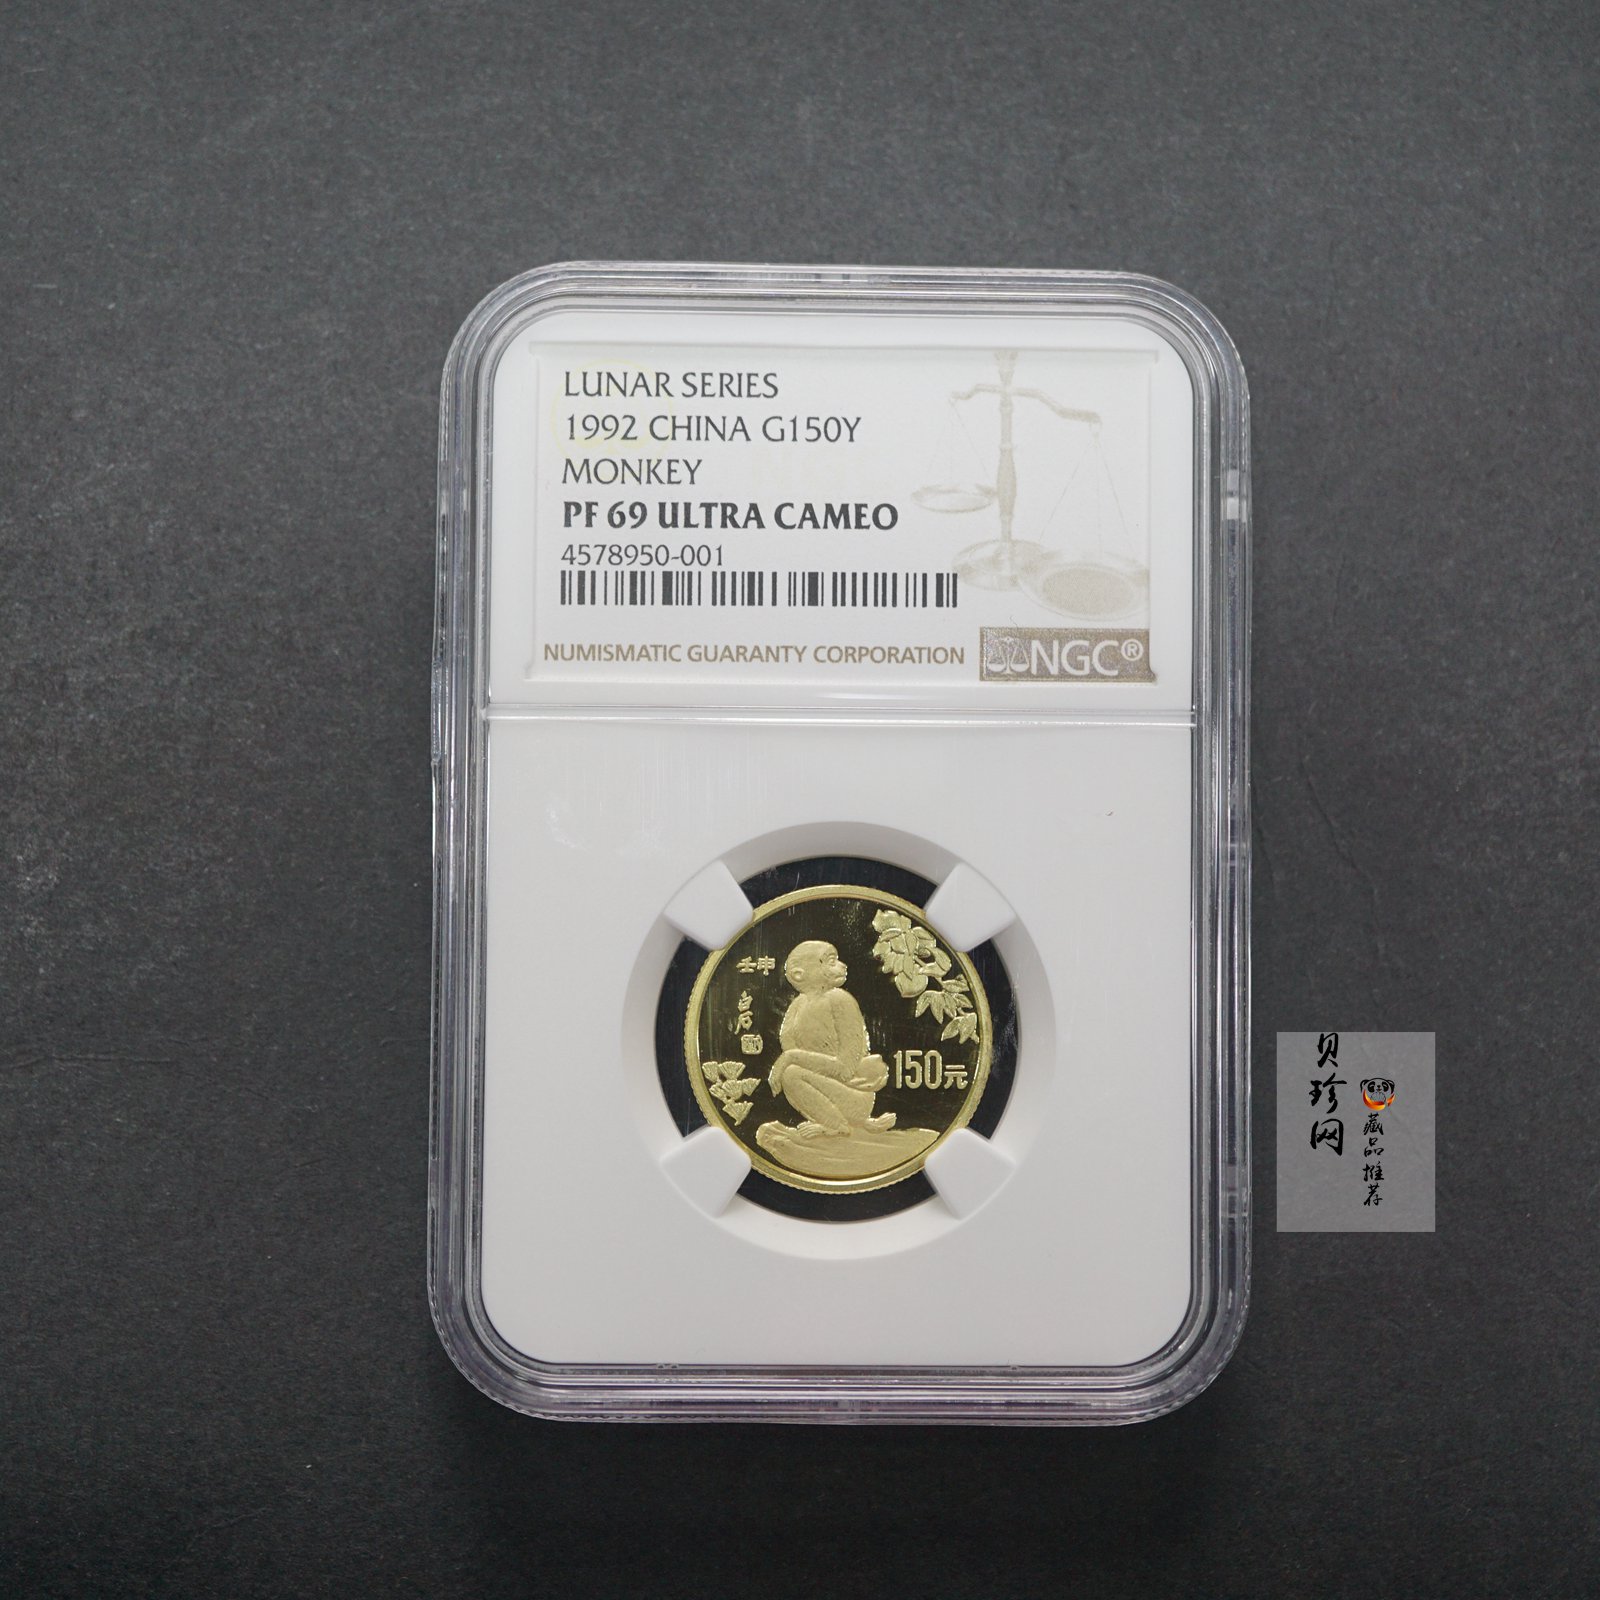 LUNAR SERIES
1992 CHINA G150Y
MONKEY
PF 69 ULTRA CAMEO
4578950-001
NUMISMATIC GUARANTY CORPORATION
NGC®
壬申
150元
贝珍网
藏品推荐